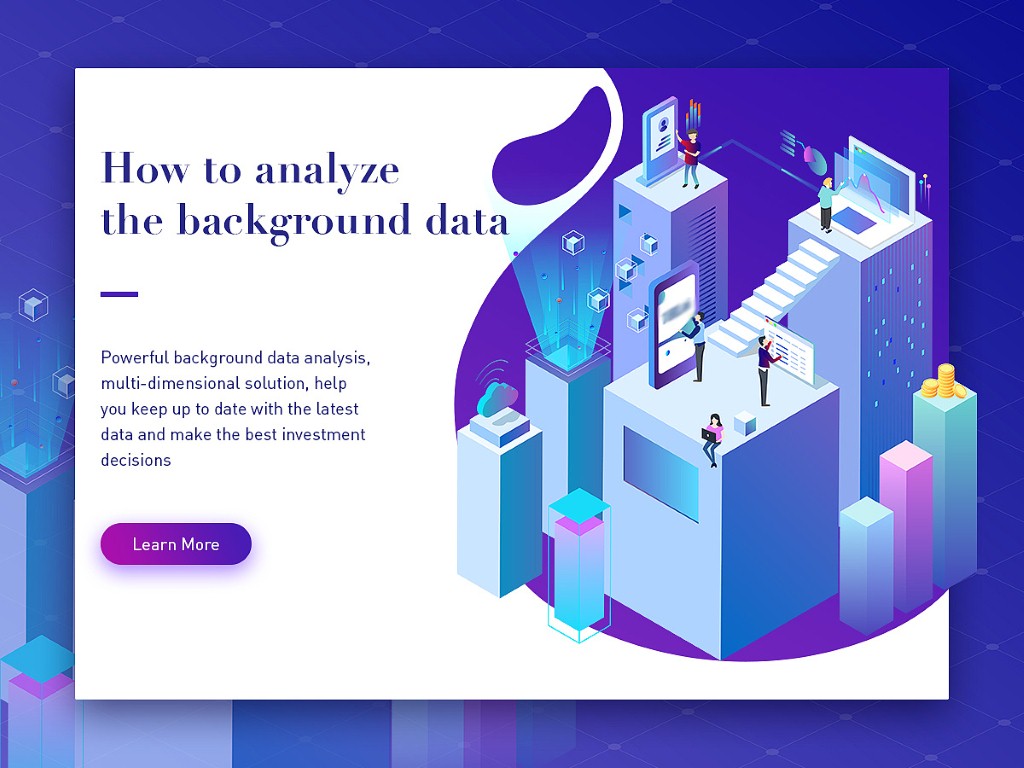 How to analyze
the background data
Powerful background data analysis,
multi-dimensional solution, help
you keep up to date with the latest
data and make the best investment
decisions
Learn More